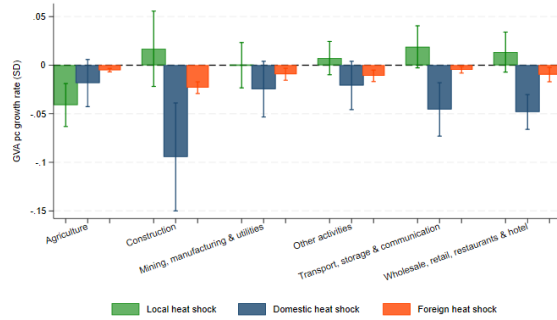 GVA pc growth rate (SD)
.05
0
-.05
-.1
-.15
Agriculture
Construction
Mining, manufacturing & utilities
Other activities
Transport, storage & communication
Wholesale, retail, restaurants & hotel
Local heat shock
Domestic heat shock
Foreign heat shock